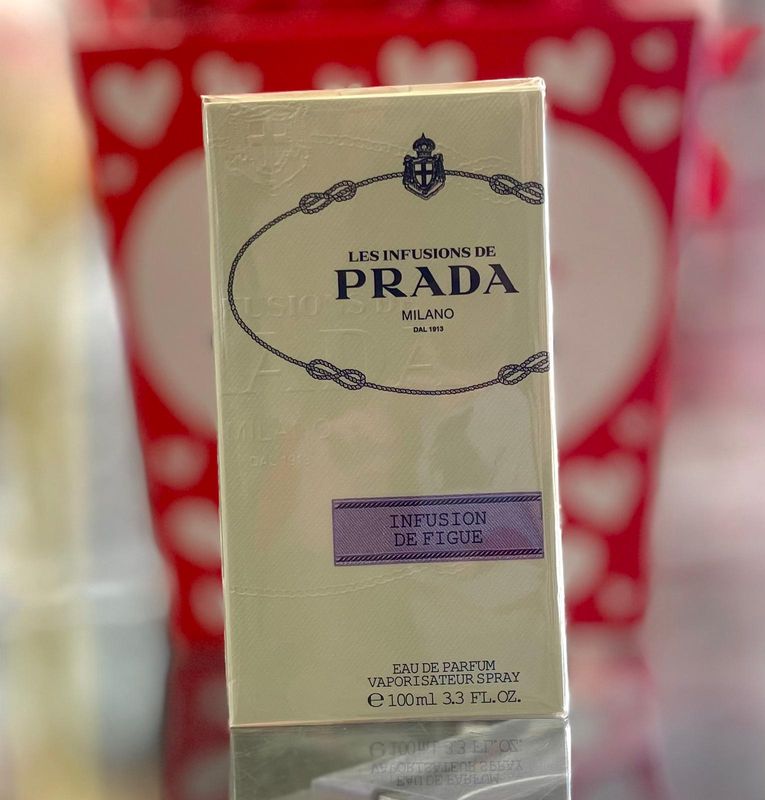 LES INFUSIONS DE
PRADA
MILANO
DAL 1913
INFUSION
DE FIGUE
EAU DE PARFUM
VAPORISATEUR SPRAY
℮ 100ml 3.3 FL.OZ.